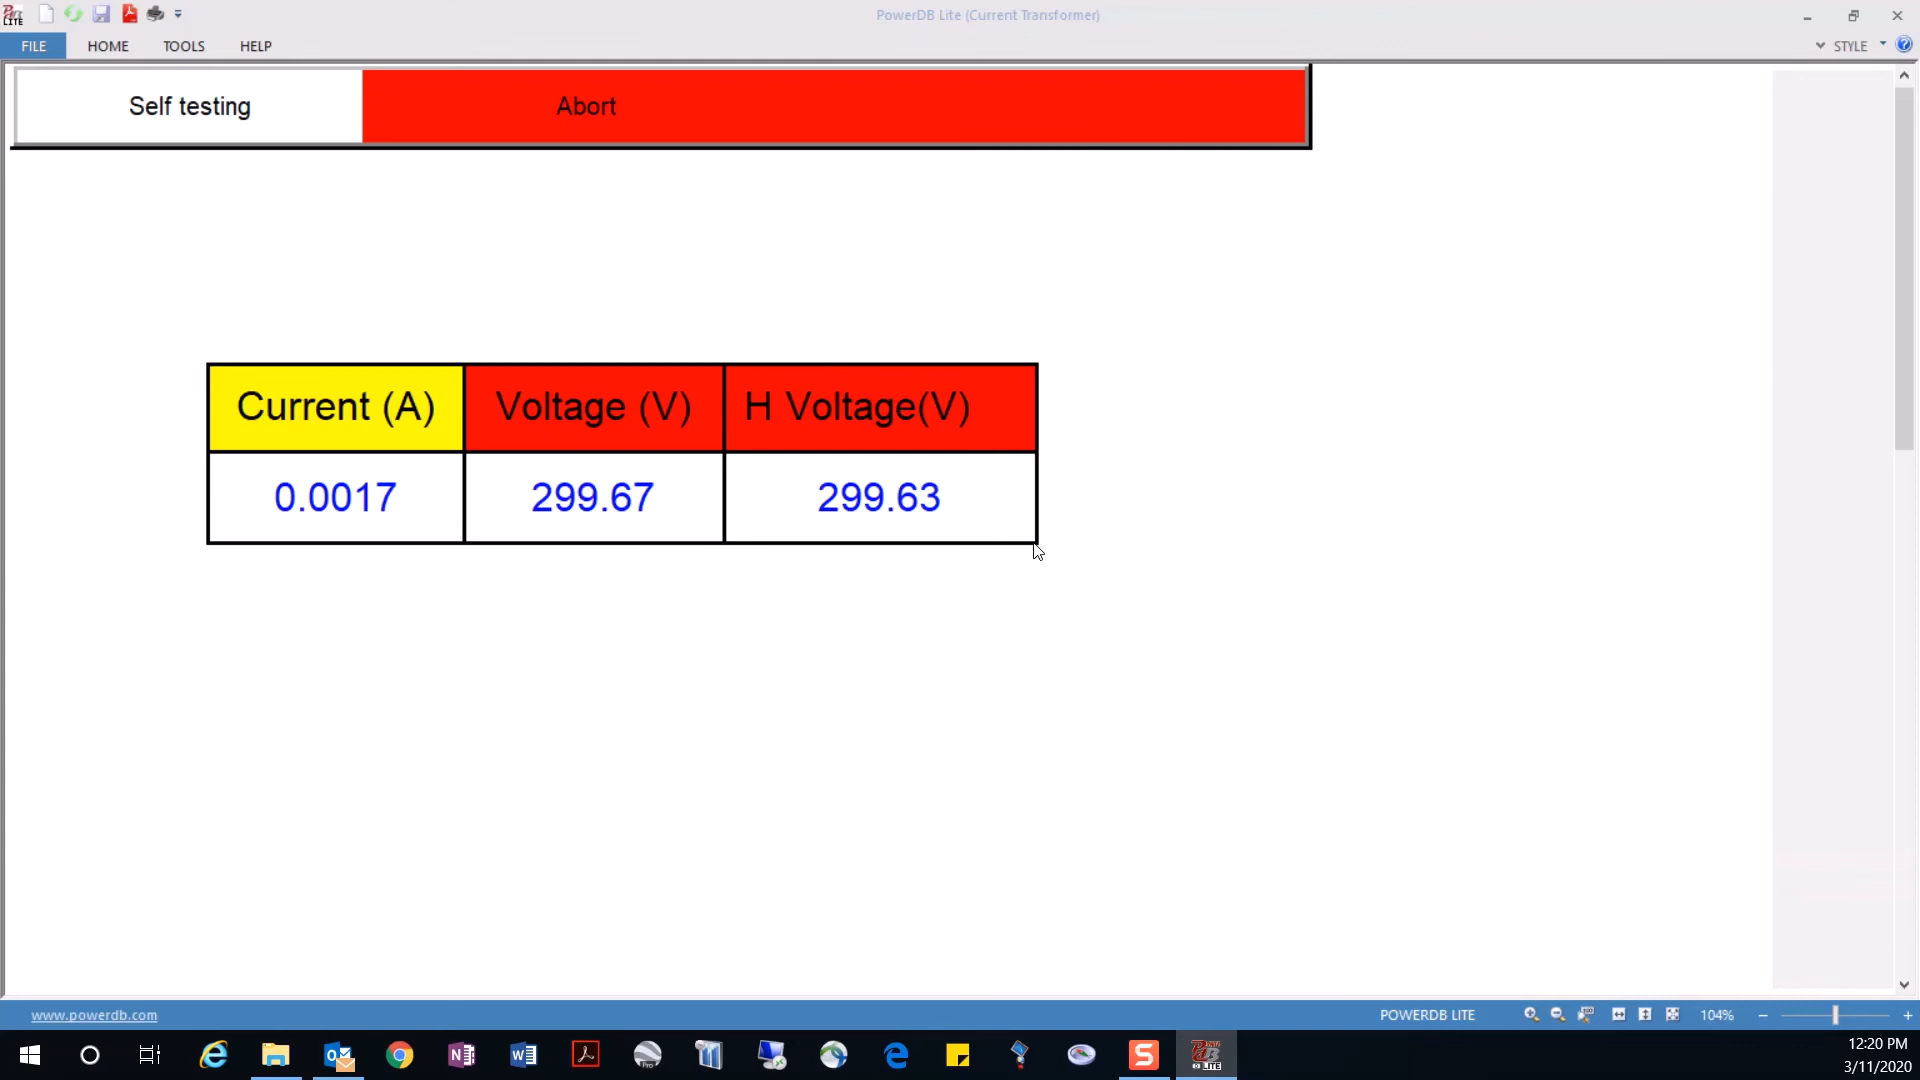 LITE
PowerDB Lite (Current Transformer)
FILE HOME TOOLS HELP STYLE
Self testing Abort
Current (A) Voltage (V) H Voltage(V)
0.0017 299.67 299.63
www.powerdb.com POWERDB LITE 104%
12:20 PM
3/11/2020